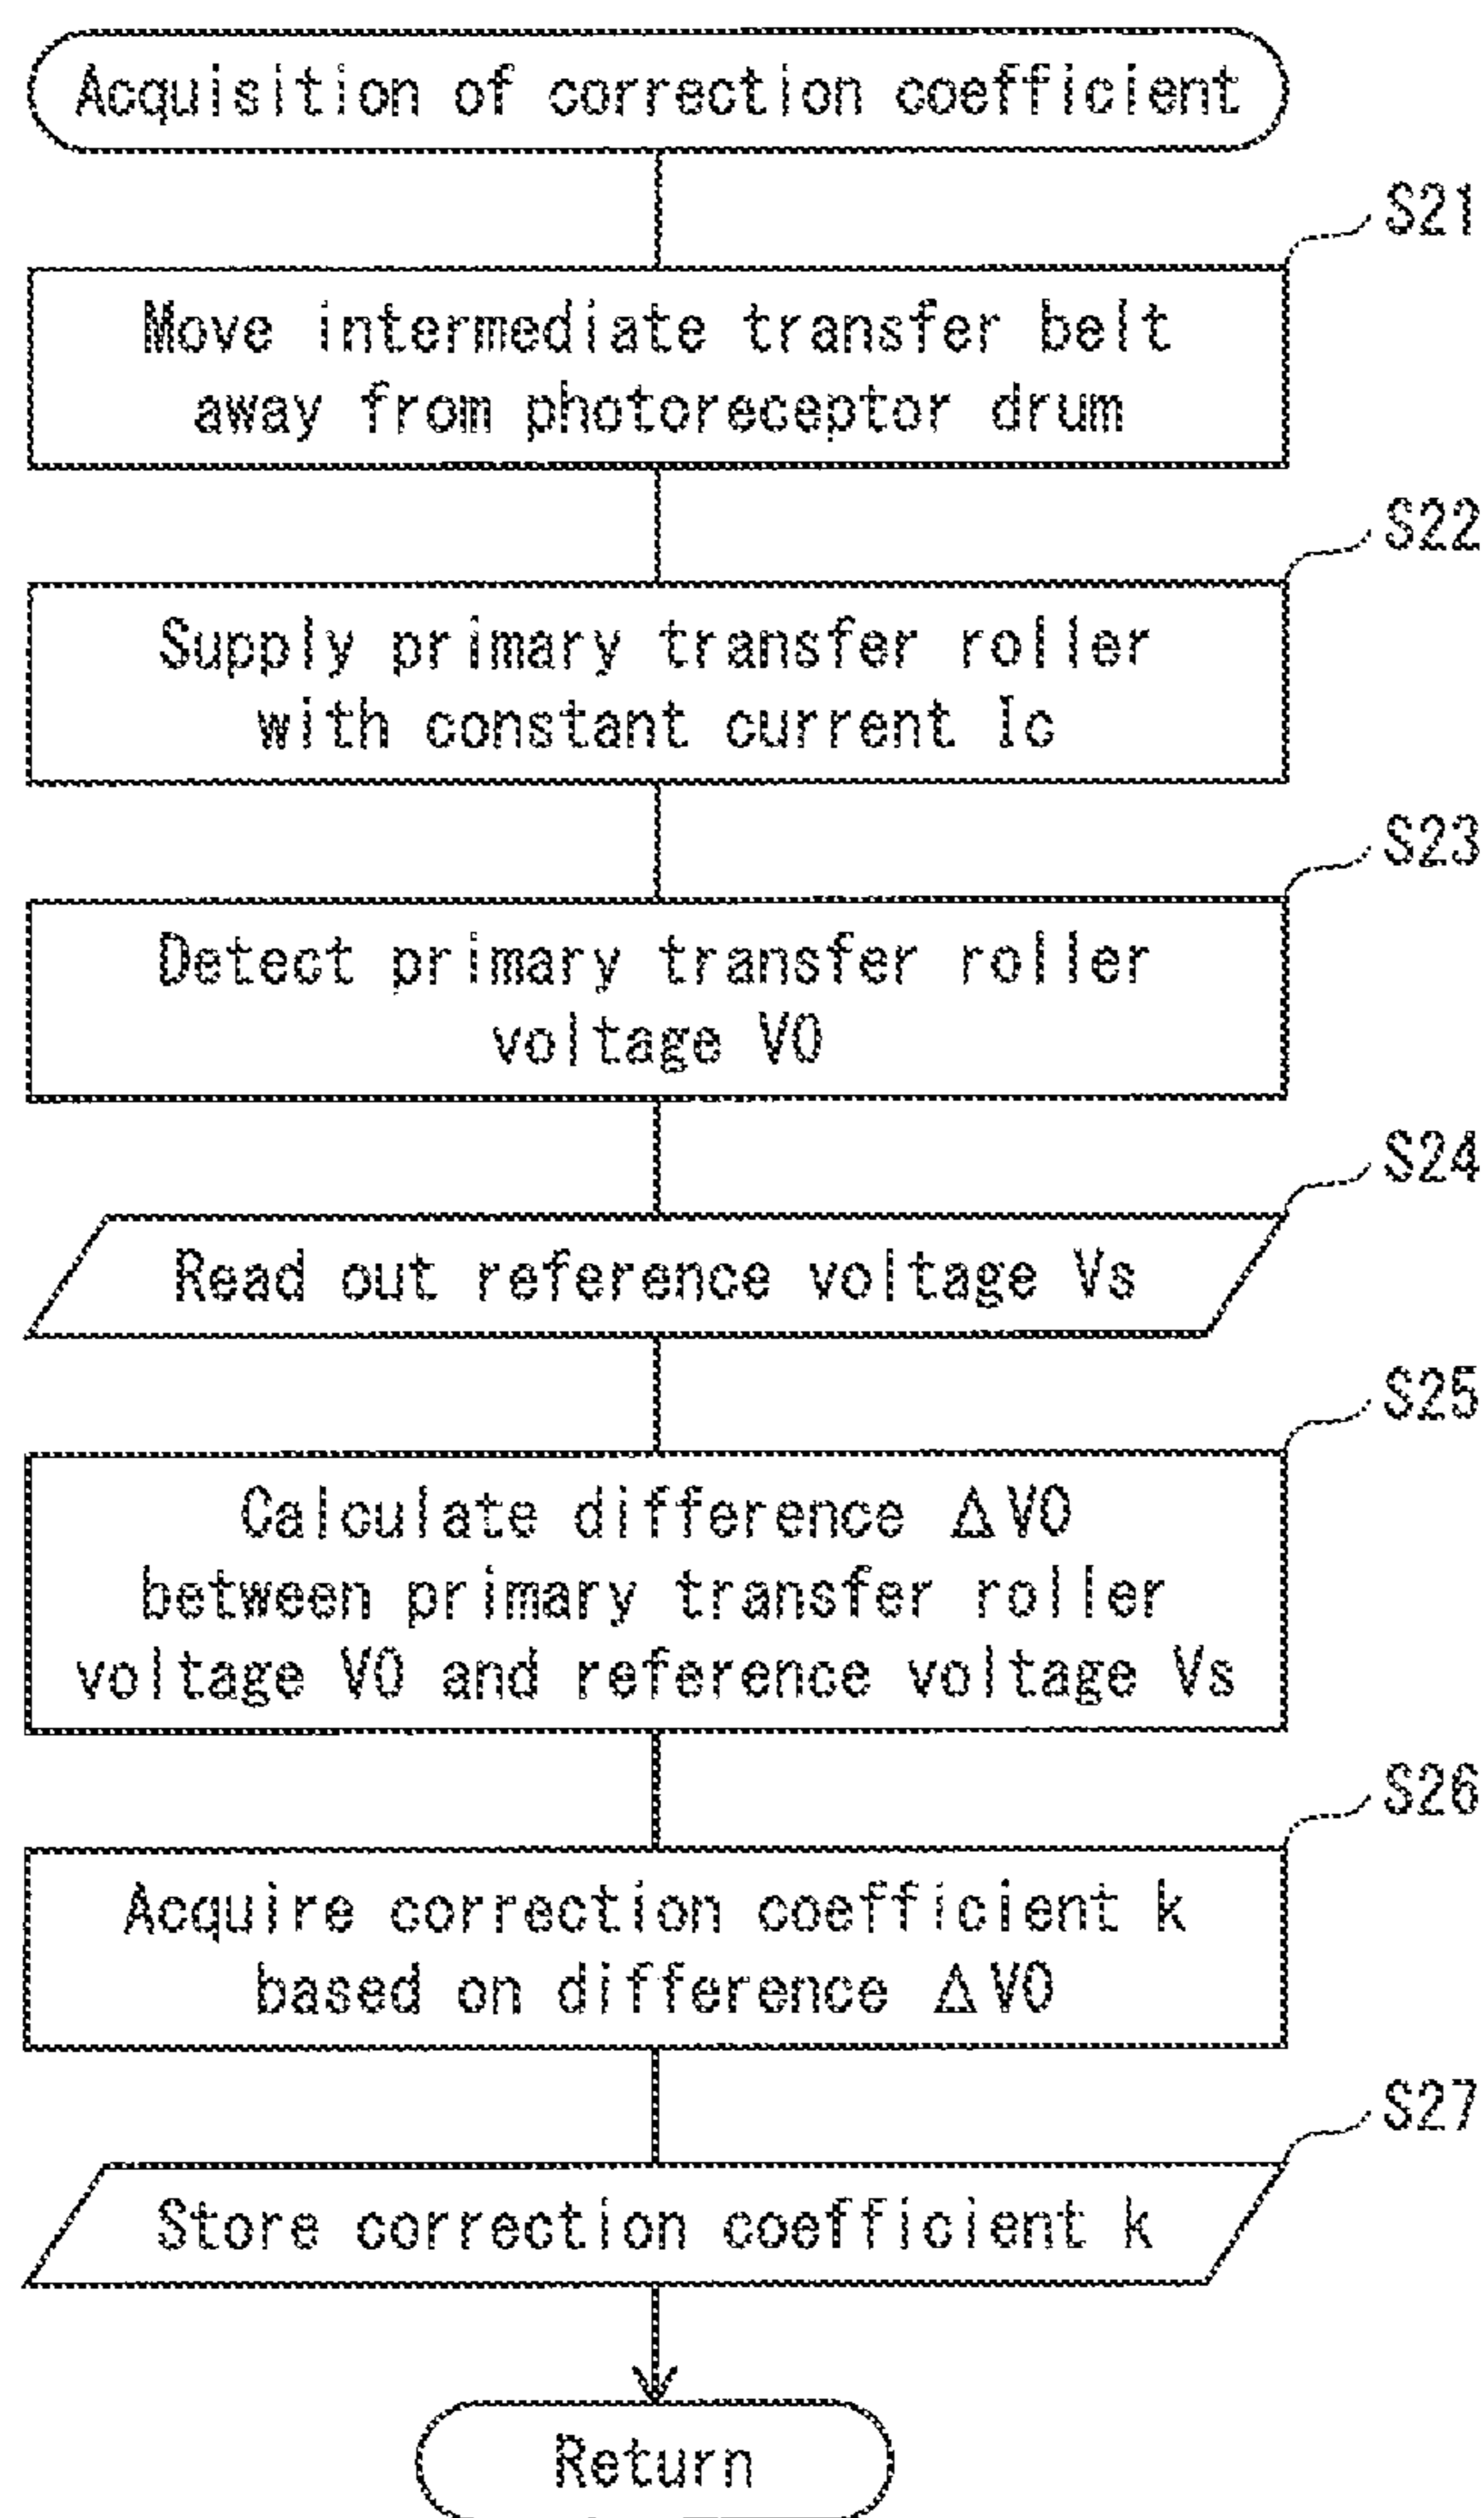 Acquisition of correction coefficient
S21
Move intermediate transfer belt
away from photoreceptor drum
S22
Supply primary transfer roller
with constant current Ic
S23
Detect primary transfer roller
voltage V0
S24
Read out reference voltage Vs
S25
Calculate difference ΔV0
between primary transfer roller
voltage V0 and reference voltage Vs
S26
Acquire correction coefficient k
based on difference ΔV0
S27
Store correction coefficient k
Return